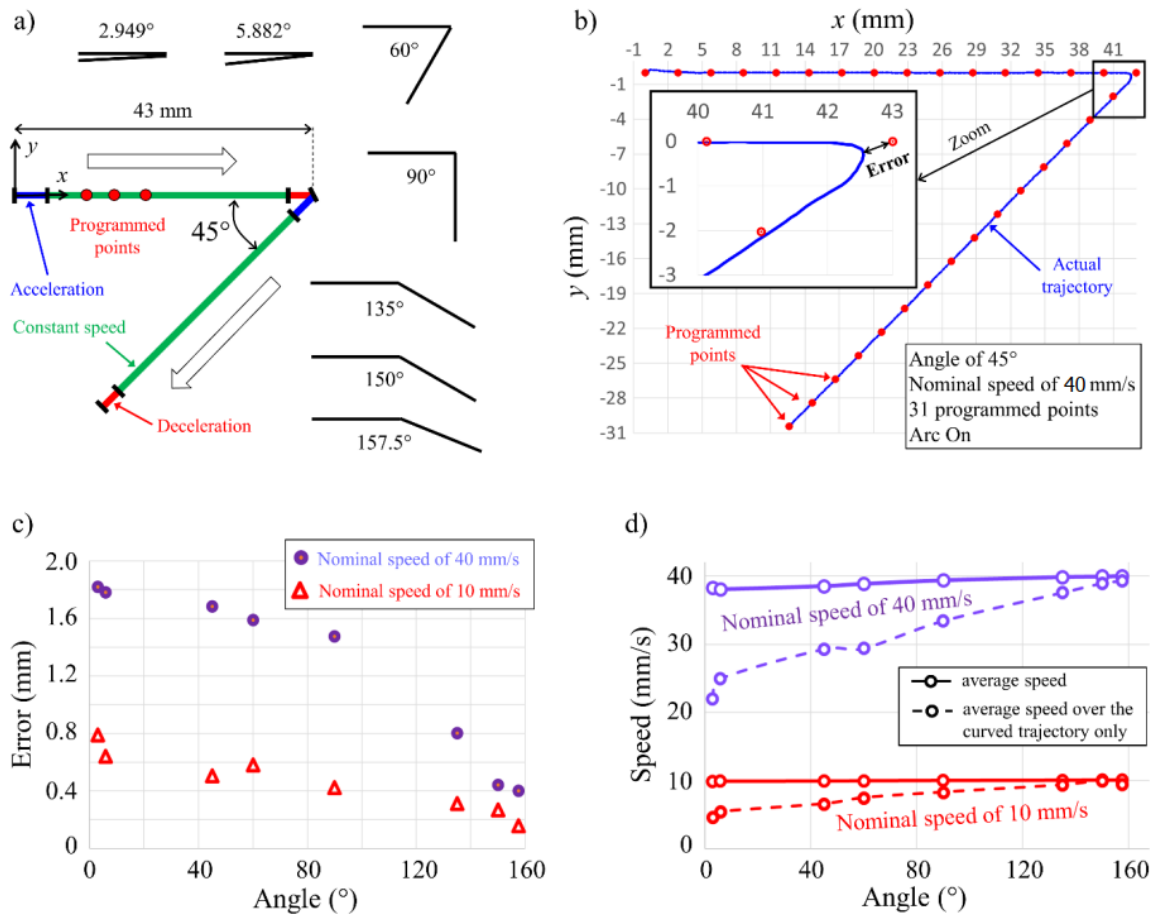 a)
2.949°
5.882°
60°
43 mm
y
x
Programmed
points
45°
90°
Acceleration
Constant speed
Deceleration
135°
150°
157.5°
b)
x (mm)
-1 2 5 8 11 14 17 20 23 26 29 32 35 38 41
-1
-4
-7
-10
-13
-16
-19
-22
-25
-28
-31
y (mm)
40 41 42 43
0
-1
-2
-3
Error
Zoom
Actual
trajectory
Programmed
points
Angle of 45°
Nominal speed of 40 mm/s
31 programmed points
Arc On
c)
2.0
1.6
1.2
0.8
0.4
0
Error (mm)
Nominal speed of 40 mm/s
Nominal speed of 10 mm/s
0 40 80 120 160
Angle (°)
d)
40
30
20
10
0
Speed (mm/s)
Nominal speed of 40 mm/s
average speed
average speed over the
curved trajectory only
Nominal speed of 10 mm/s
0 40 80 120 160
Angle (°)